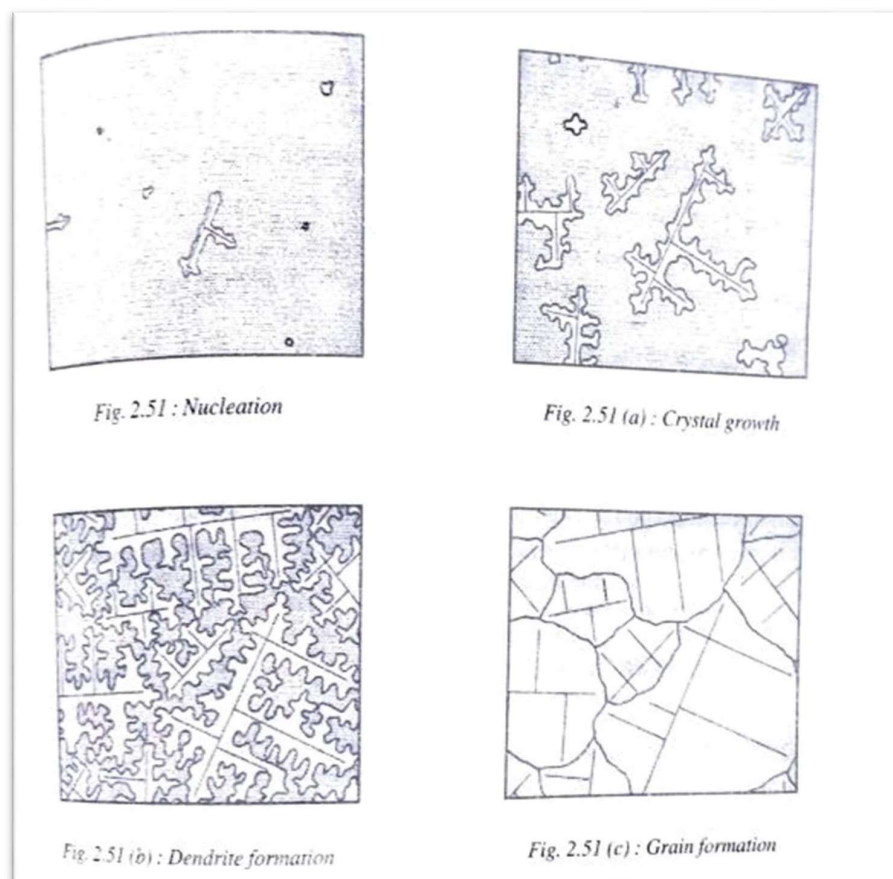 Fig. 2.51 : Nucleation
Fig. 2.51 (a) : Crystal growth
Fig. 2.51 (b) : Dendrite formation
Fig. 2.51 (c) : Grain formation